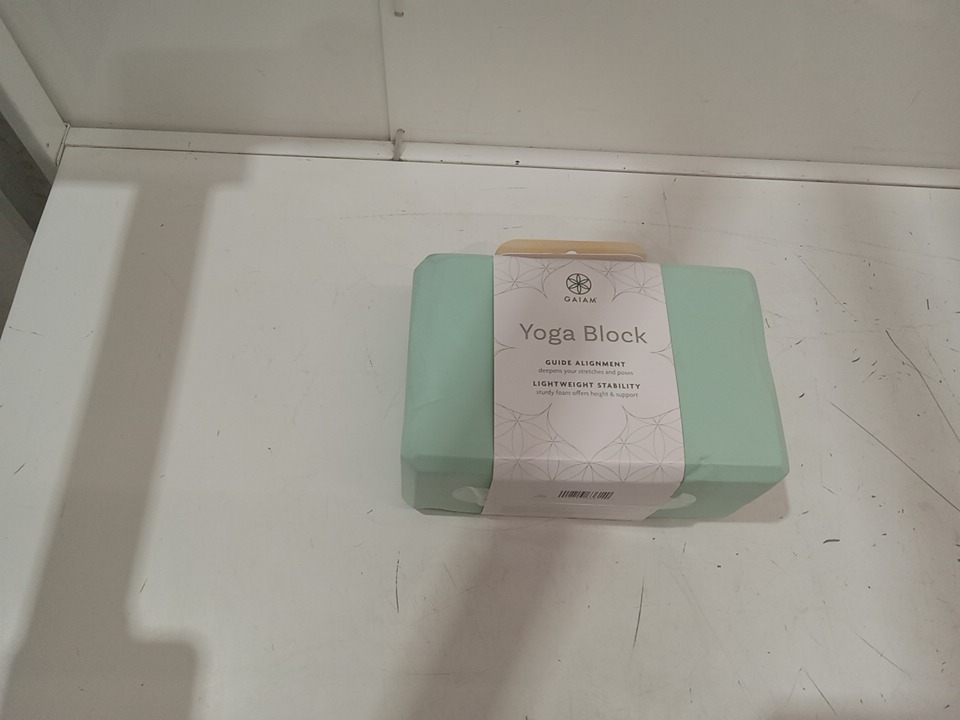 GAIAM
Yoga Block
GUIDE ALIGNMENT
deepens your stretches and poses
LIGHTWEIGHT STABILITY
sturdy foam offers height & support